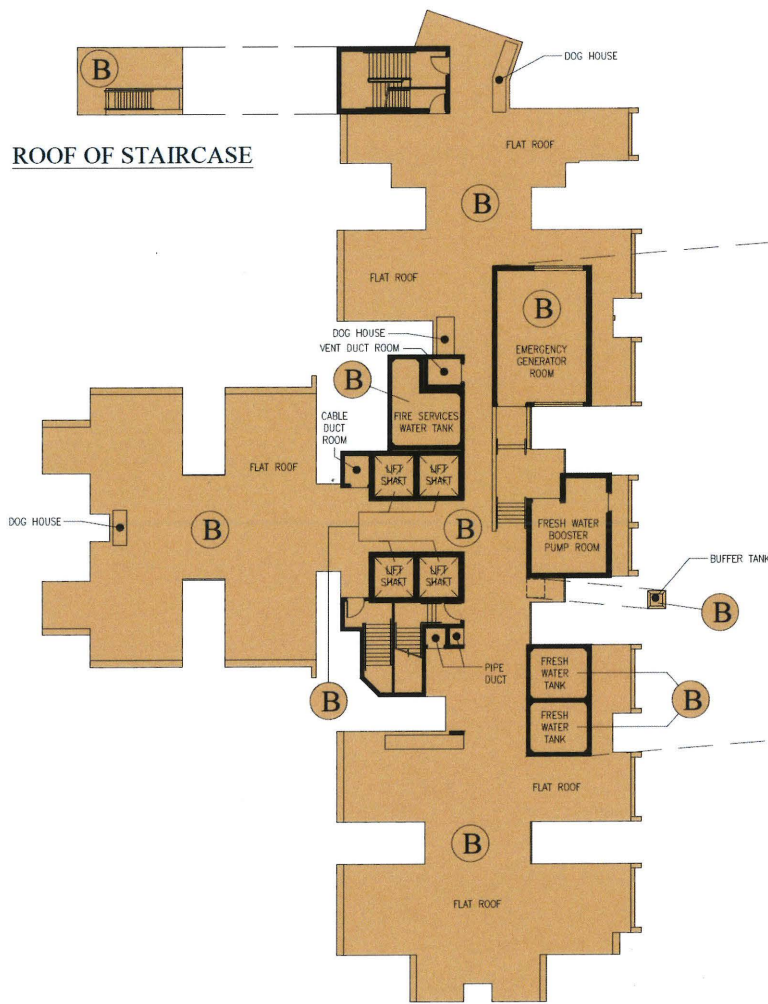 B
DOG HOUSE
ROOF OF STAIRCASE
FLAT ROOF
B
FLAT ROOF
B
DOG HOUSE
VENT DUCT ROOM
EMERGENCY
GENERATOR
ROOM
B
CABLE
DUCT
ROOM
FIRE SERVICES
WATER TANK
FLAT ROOF
LIFT
SHAFT
LIFT
SHAFT
DOG HOUSE
B
B
FRESH WATER
BOOSTER
PUMP ROOM
BUFFER TANK
LIFT
SHAFT
LIFT
SHAFT
B
FRESH
WATER
TANK
PIPE
DUCT
B
B
FRESH
WATER
TANK
FLAT ROOF
B
FLAT ROOF